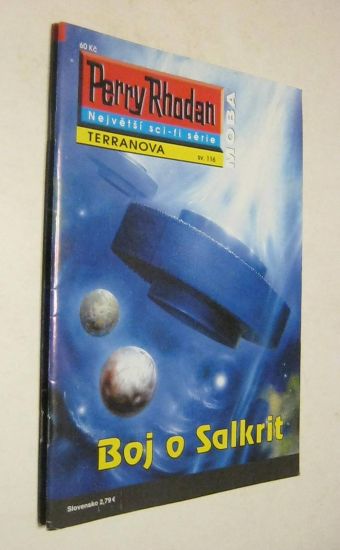 60 Kč
Perry Rhodan
Největší sci-fi série
TERRANOVA
sv. 116
MOBA
Boj o Salkrit
Slovensko 2,79 €